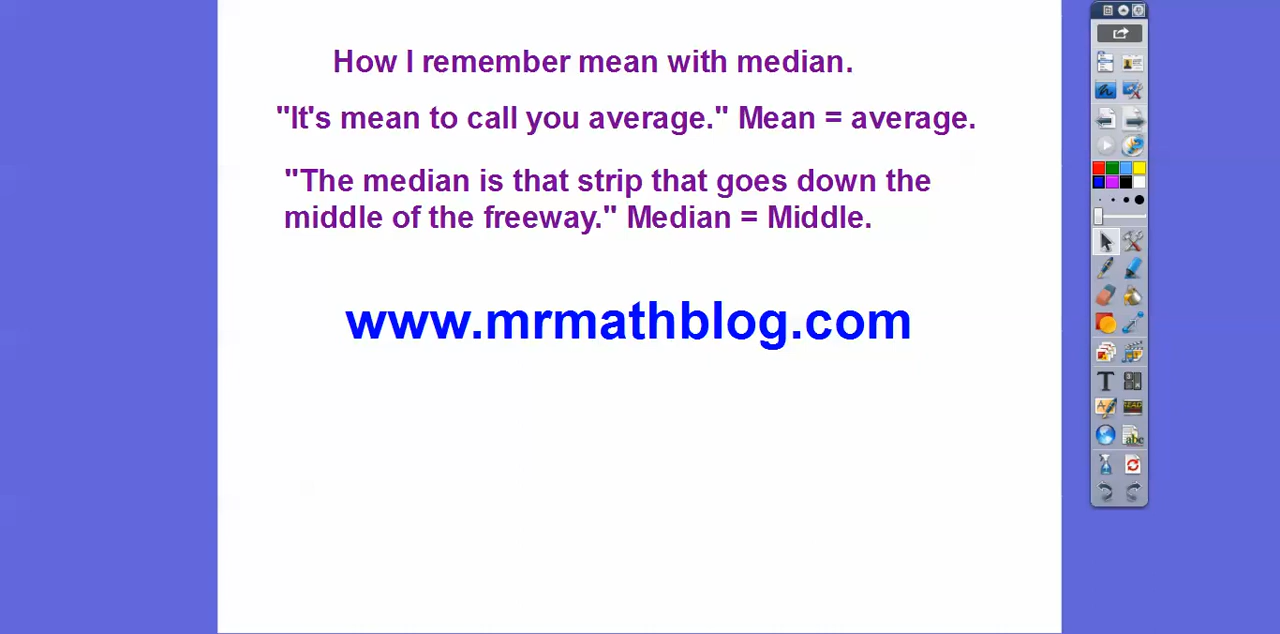 How I remember mean with median.
"It's mean to call you average." Mean = average.
"The median is that strip that goes down the
middle of the freeway." Median = Middle.
www.mrmathblog.com